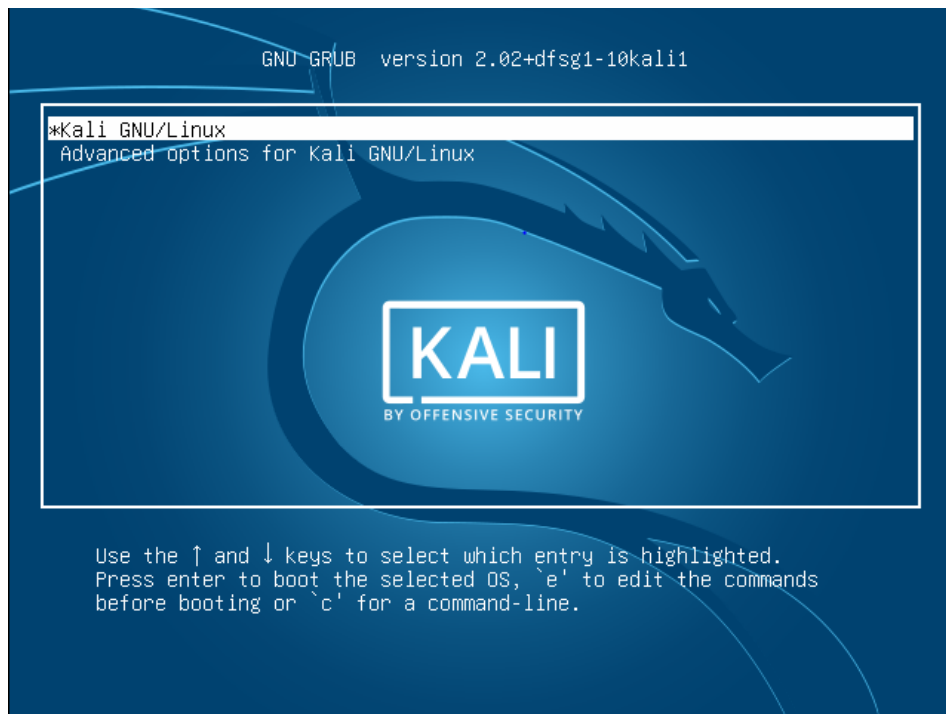 GNU GRUB  version 2.02+dfsg1-10kali1
*Kali GNU/Linux
Advanced options for Kali GNU/Linux
KALI
BY OFFENSIVE SECURITY
Use the ↑ and ↓ keys to select which entry is highlighted.
Press enter to boot the selected OS, `e' to edit the commands
before booting or `c' for a command-line.